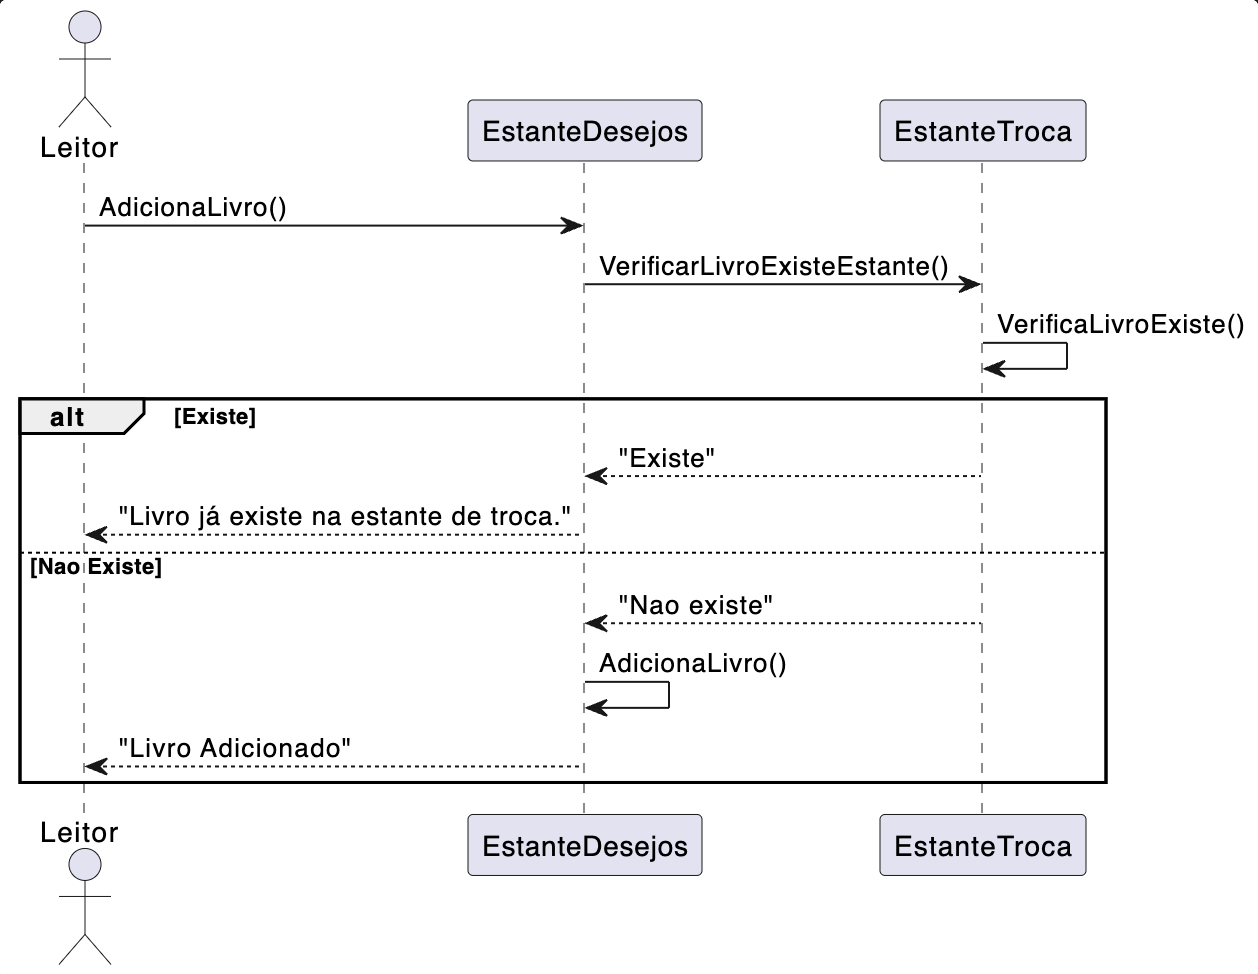 Leitor
EstanteDesejos
EstanteTroca
AdicionaLivro()
VerificarLivroExisteEstante()
VerificaLivroExiste()
alt
[Existe]
"Existe"
"Livro já existe na estante de troca."
[Nao Existe]
"Nao existe"
AdicionaLivro()
"Livro Adicionado"
Leitor
EstanteDesejos
EstanteTroca